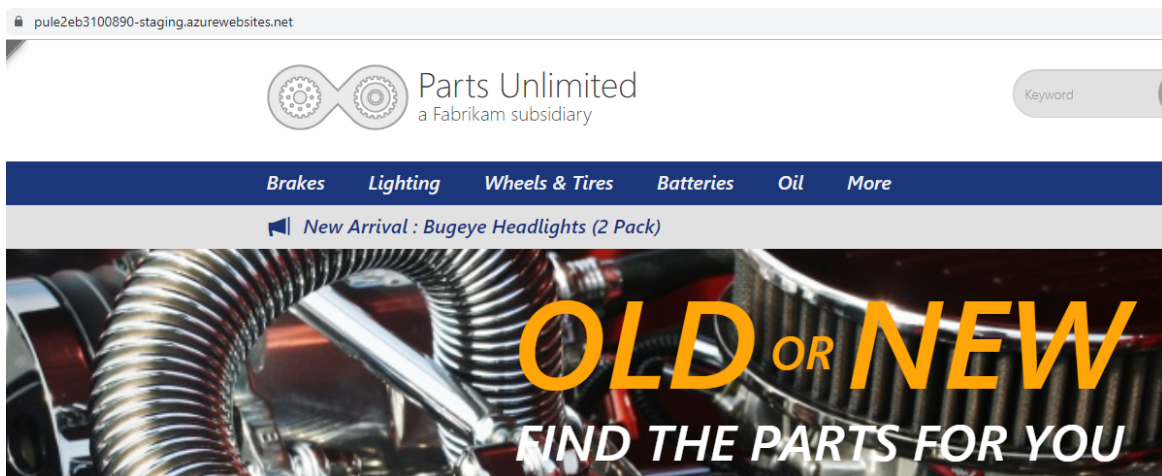 pule2eb3100890-staging.azurewebsites.net
Parts Unlimited
a Fabrikam subsidiary
Keyword
Brakes Lighting Wheels & Tires Batteries Oil More
New Arrival : Bugeye Headlights (2 Pack)
OLD OR NEW
FIND THE PARTS FOR YOU